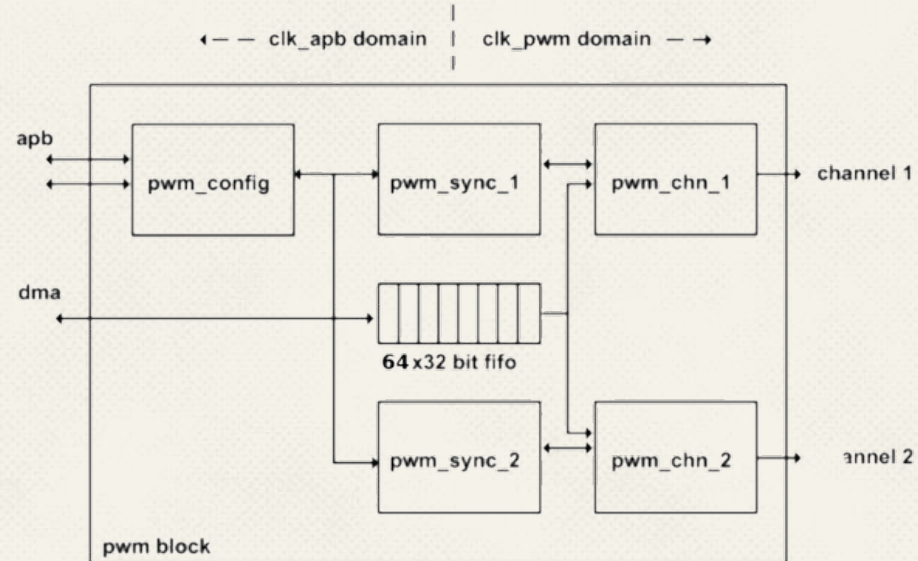 clk_apb domain
clk_pwm domain
apb
pwm_config
pwm_sync_1
pwm_chn_1
channel 1
dma
64 x32 bit fifo
pwm_sync_2
pwm_chn_2
annel 2
pwm block